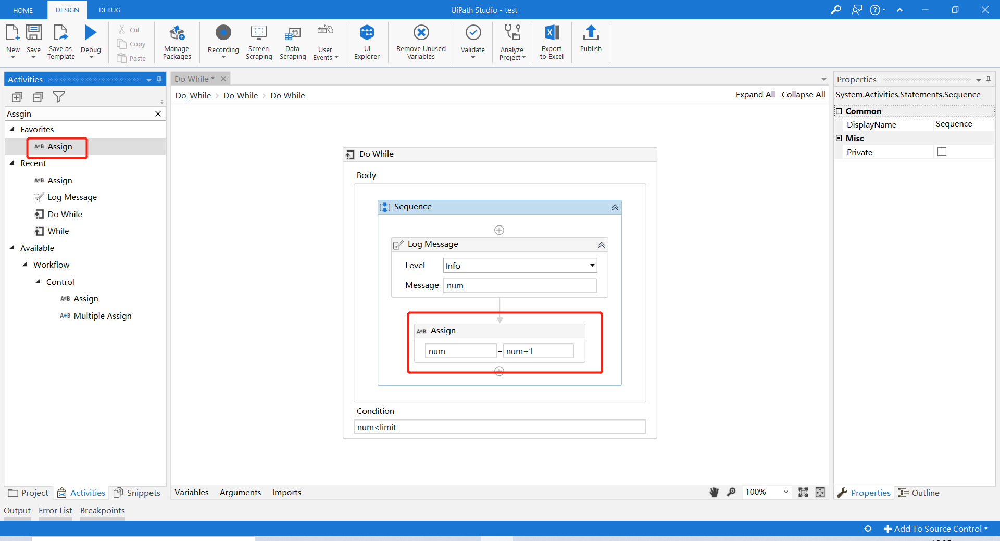 HOME DESIGN DEBUG UiPath Studio - test
New Save Save as Template Debug
Cut
Copy
Paste
Manage Packages
Recording
Screen Scraping
Data Scraping
User Events
UI Explorer
Remove Unused Variables
Validate
Analyze Project
Export to Excel
Publish
Activities
Assgin
Favorites
A←B Assign
Recent
A←B Assign
Log Message
Do While
While
Available
Workflow
Control
A←B Assign
A←B Multiple Assign
Project Activities Snippets
Do While *
Do_While > Do While > Do While
Expand All Collapse All
Do While
Body
Sequence
Log Message
Level Info
Message num
A←B Assign
num = num+1
Condition
num<limit
Variables Arguments Imports
100%
Properties
System.Activities.Statements.Sequence
Common
DisplayName Sequence
Misc
Private
Properties Outline
Output Error List Breakpoints
Add To Source Control